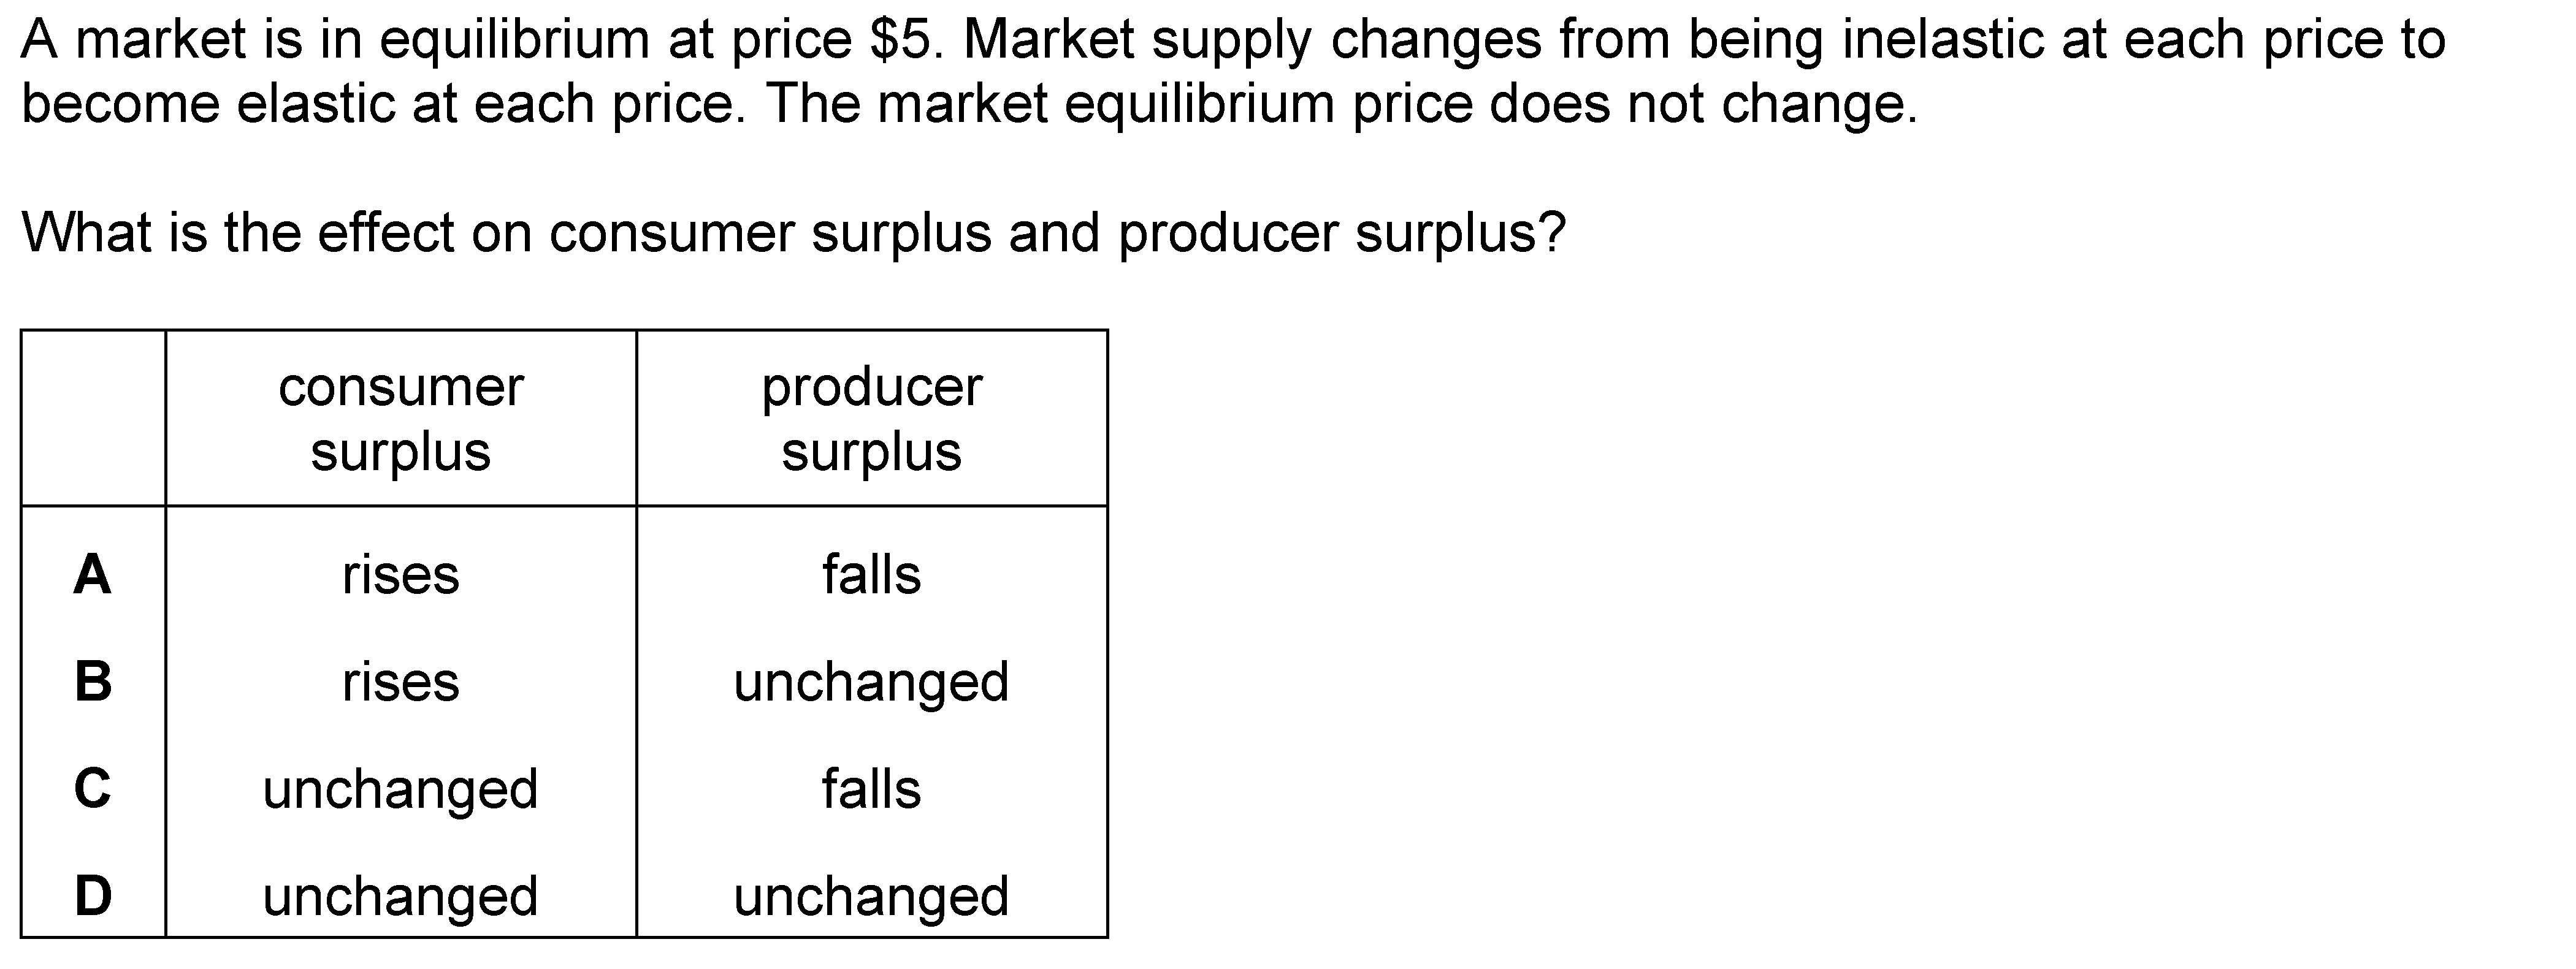 A market is in equilibrium at price $5. Market supply changes from being inelastic at each price to
become elastic at each price. The market equilibrium price does not change.
What is the effect on consumer surplus and producer surplus?
consumer surplus producer surplus
A rises falls
B rises unchanged
C unchanged falls
D unchanged unchanged